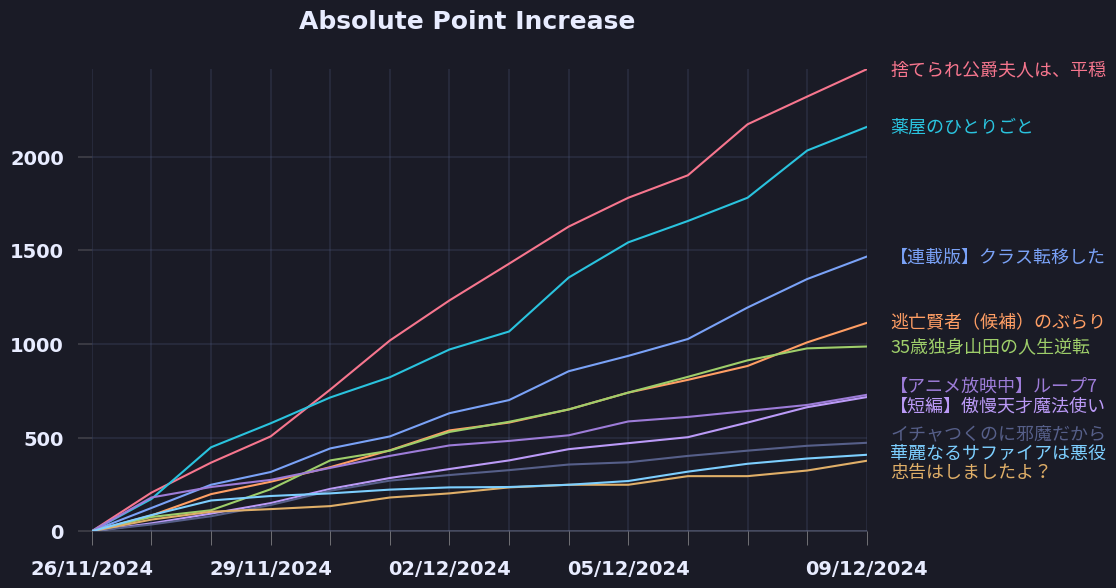 Absolute Point Increase
捨てられ公爵夫人は、平穏
薬屋のひとりごと
2000
1500
【連載版】クラス転移した
逃亡賢者（候補）のぶらり
1000
35歳独身山田の人生逆転
【アニメ放映中】ループ7
【短編】傲慢天才魔法使い
500
イチャつくのに邪魔だから
華麗なるサファイアは悪役
忠告はしましたよ？
0
26/11/2024
29/11/2024
02/12/2024
05/12/2024
09/12/2024